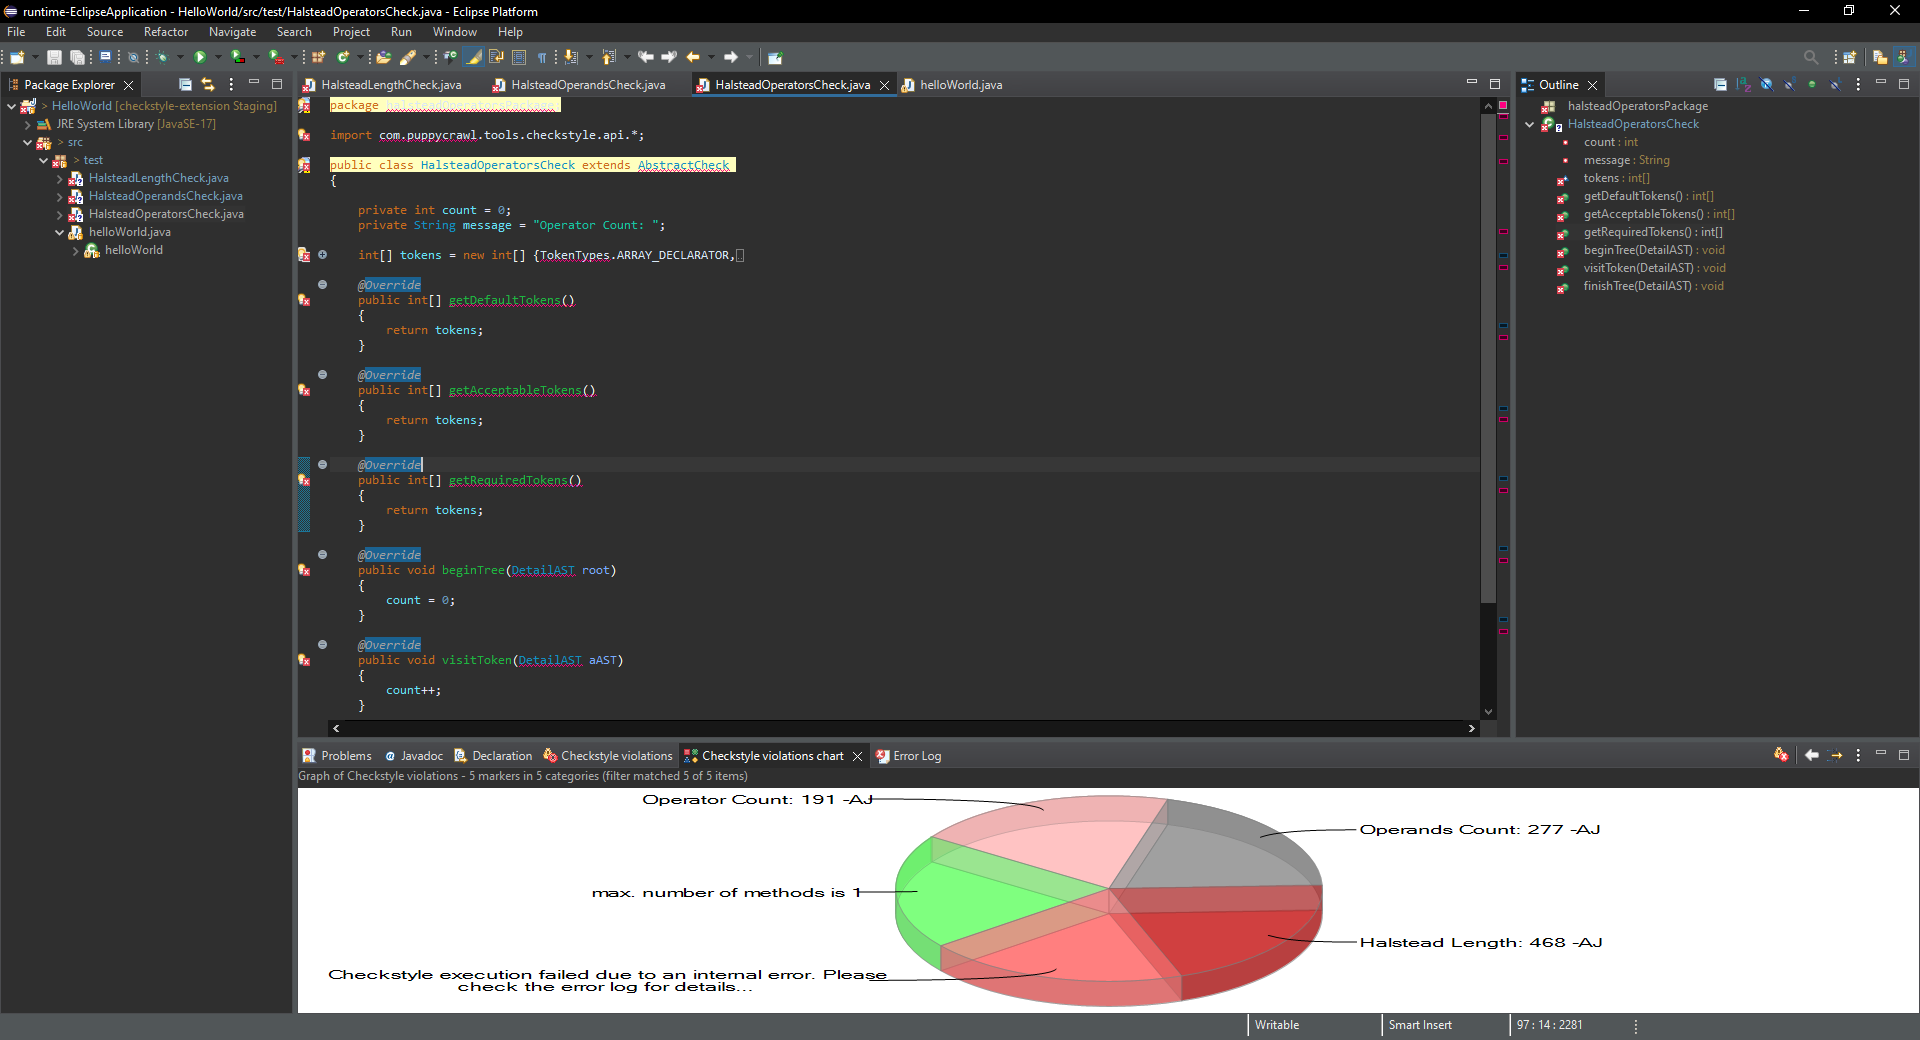 runtime-EclipseApplication - HelloWorld/src/test/HalsteadOperatorsCheck.java - Eclipse Platform
File Edit Source Refactor Navigate Search Project Run Window Help
Package Explorer
> HelloWorld [checkstyle-extension Staging]
JRE System Library [JavaSE-17]
> src
> test
HalsteadLengthCheck.java
HalsteadOperandsCheck.java
HalsteadOperatorsCheck.java
helloWorld.java
helloWorld
HalsteadLengthCheck.java HalsteadOperandsCheck.java HalsteadOperatorsCheck.java helloWorld.java
package
import com.puppycrawl.tools.checkstyle.api.*;
public class HalsteadOperatorsCheck extends AbstractCheck
{
private int count = 0;
private String message = "Operator Count: ";
int[] tokens = new int[] {TokenTypes.ARRAY_DECLARATOR,
@Override
public int[] getDefaultTokens()
{
return tokens;
}
@Override
public int[] getAcceptableTokens()
{
return tokens;
}
@Override
public int[] getRequiredTokens()
{
return tokens;
}
@Override
public void beginTree(DetailAST root)
{
count = 0;
}
@Override
public void visitToken(DetailAST aAST)
{
count++;
}
Outline
halsteadOperatorsPackage
HalsteadOperatorsCheck
count : int
message : String
tokens : int[]
getDefaultTokens() : int[]
getAcceptableTokens() : int[]
getRequiredTokens() : int[]
beginTree(DetailAST) : void
visitToken(DetailAST) : void
finishTree(DetailAST) : void
Problems @ Javadoc Declaration Checkstyle violations Checkstyle violations chart Error Log
Graph of Checkstyle violations - 5 markers in 5 categories (filter matched 5 of 5 items)
Operator Count: 191 -AJ
Operands Count: 277 -AJ
max. number of methods is 1
Halstead Length: 468 -AJ
Checkstyle execution failed due to an internal error. Please
check the error log for details...
Writable Smart Insert 97 : 14 : 2281